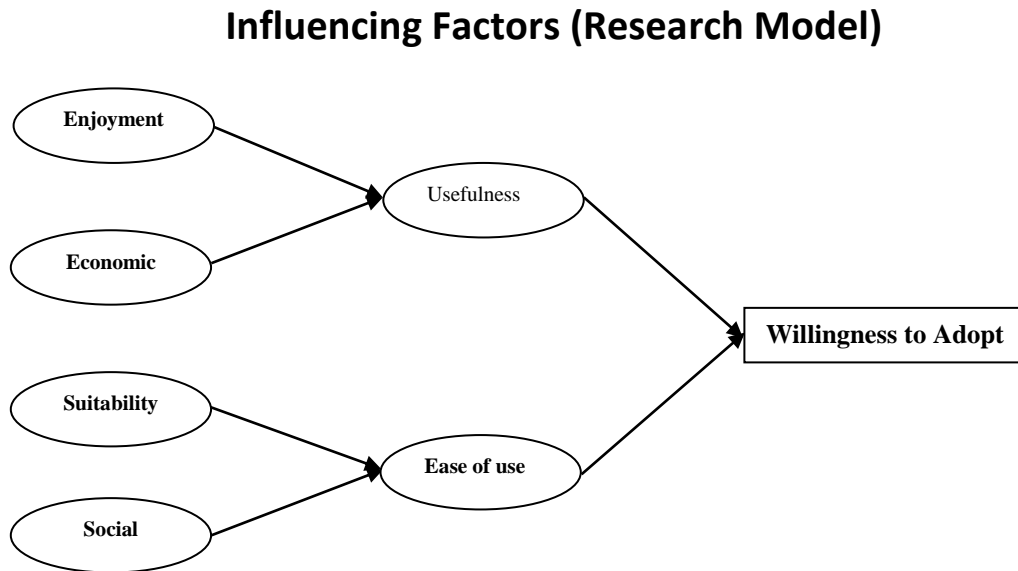 Influencing Factors (Research Model)
Enjoyment
Usefulness
Economic
Willingness to Adopt
Suitability
Ease of use
Social